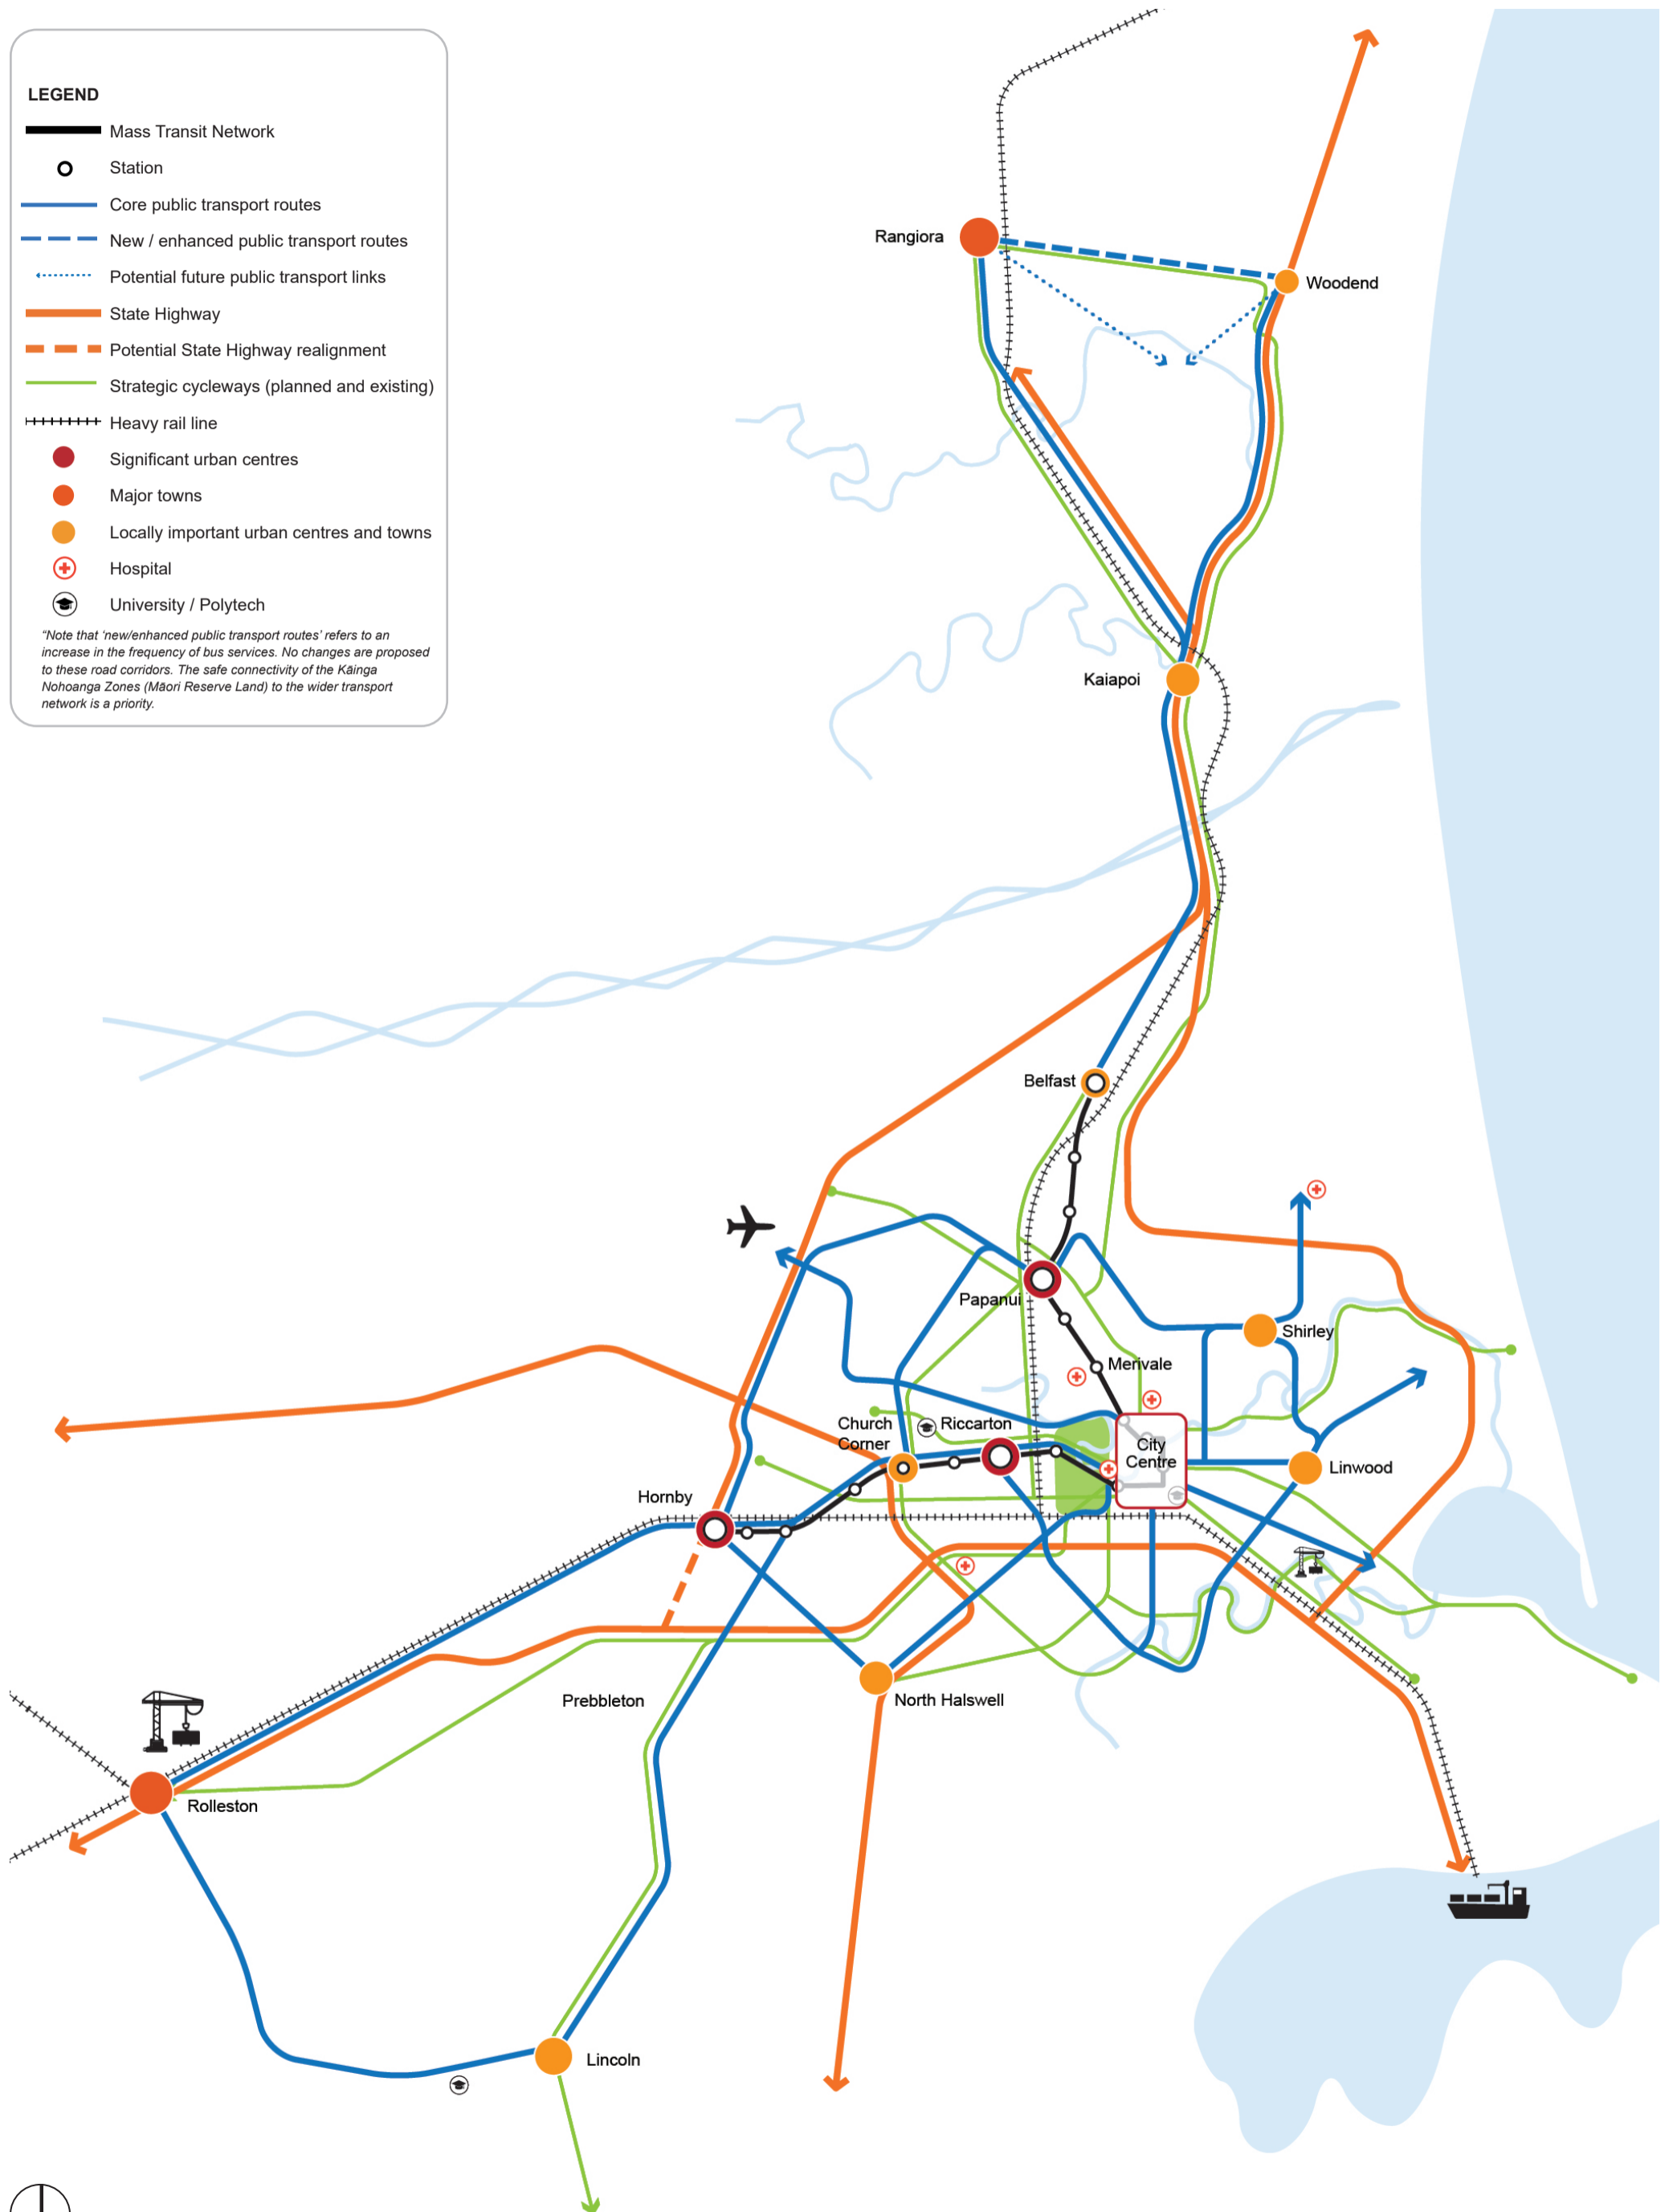 LEGEND
Mass Transit Network
Station
Core public transport routes
New / enhanced public transport routes
Potential future public transport links
State Highway
Potential State Highway realignment
Strategic cycleways (planned and existing)
Heavy rail line
Significant urban centres
Major towns
Locally important urban centres and towns
Hospital
University / Polytech
“Note that ‘new/enhanced public transport routes’ refers to an
increase in the frequency of bus services. No changes are proposed
to these road corridors. The safe connectivity of the Kāinga
Nohoanga Zones (Māori Reserve Land) to the wider transport
network is a priority.
Rangiora
Woodend
Kaiapoi
Belfast
Papanui
Shirley
Merivale
Church
Corner
Riccarton
City
Centre
Linwood
Hornby
Prebbleton
North Halswell
Rolleston
Lincoln